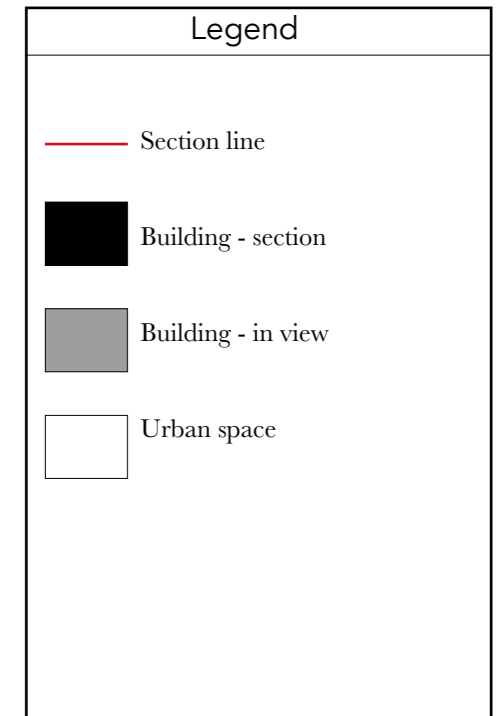 Legend
Section line
Building - section
Building - in view
Urban space